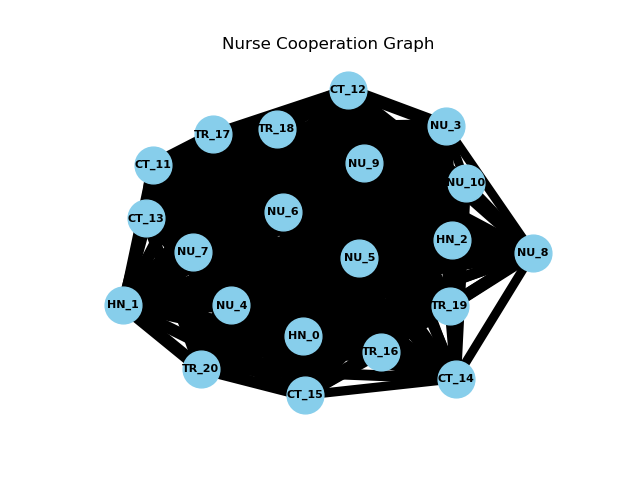 Nurse Cooperation Graph
CT_12
NU_3
TR_18
TR_17
NU_9
CT_11
NU_10
NU_6
CT_13
HN_2
NU_7
NU_8
NU_5
HN_1
NU_4
TR_19
HN_0
TR_16
TR_20
CT_14
CT_15